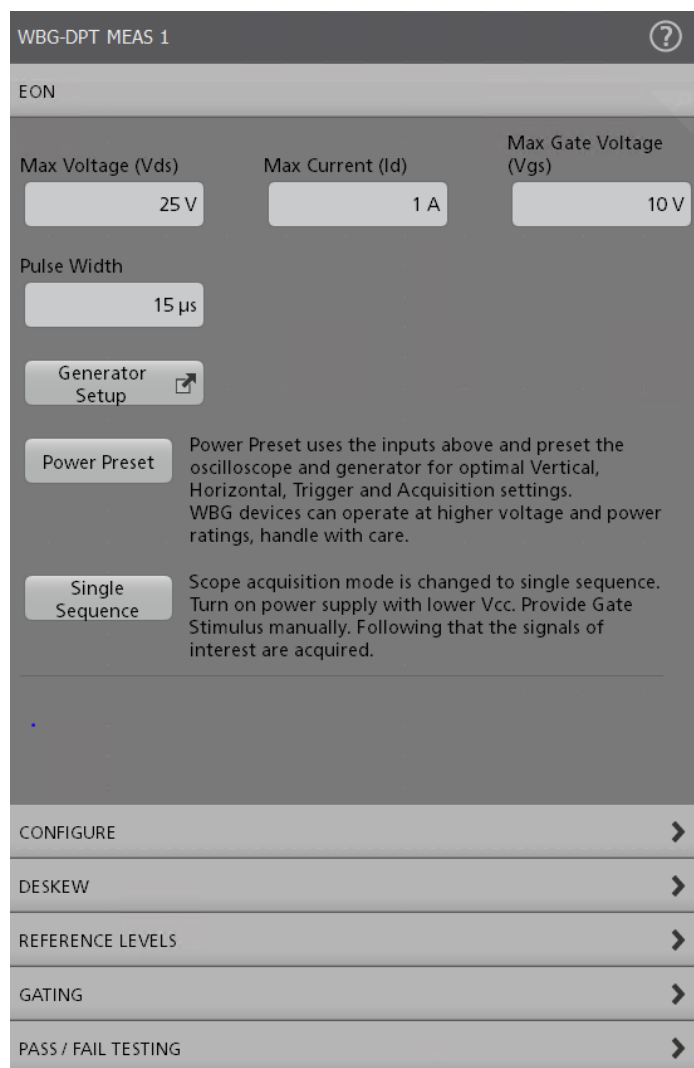 WBG-DPT MEAS 1
?
EON
Max Voltage (Vds)
Max Current (Id)
Max Gate Voltage
(Vgs)
25 V
1 A
10 V
Pulse Width
15 µs
Generator
Setup
Power Preset
Power Preset uses the inputs above and preset the
oscilloscope and generator for optimal Vertical,
Horizontal, Trigger and Acquisition settings.
WBG devices can operate at higher voltage and power
ratings, handle with care.
Single
Sequence
Scope acquisition mode is changed to single sequence.
Turn on power supply with lower Vcc. Provide Gate
Stimulus manually. Following that the signals of
interest are acquired.
CONFIGURE
DESKEW
REFERENCE LEVELS
GATING
PASS / FAIL TESTING